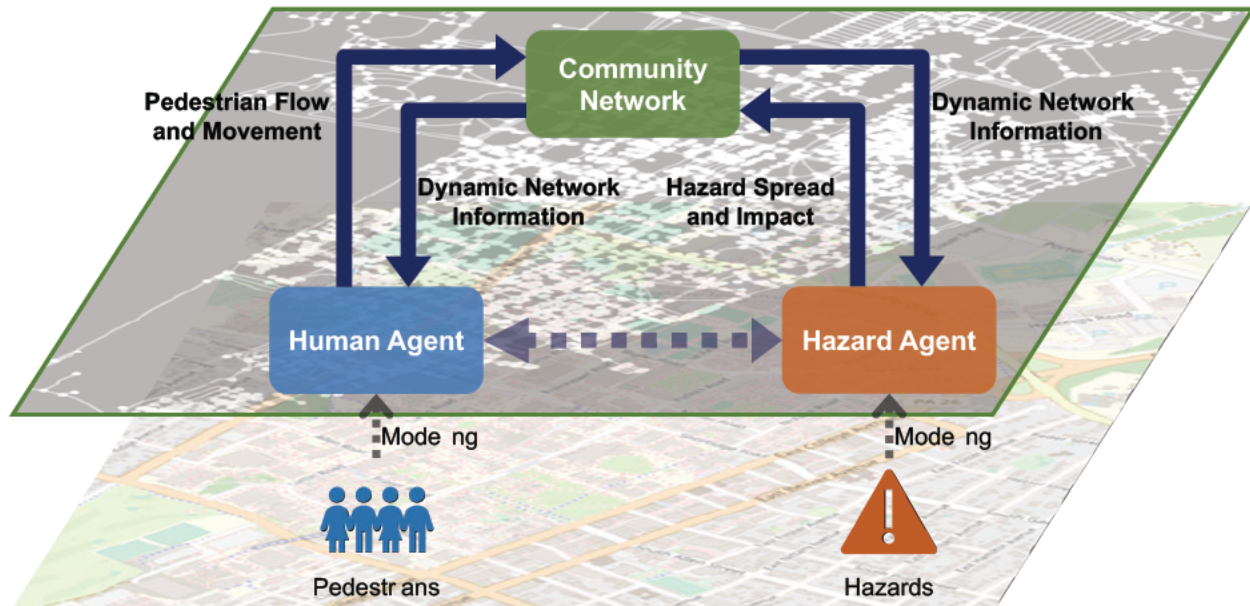 Community
Network
Pedestrian Flow
and Movement
Dynamic Network
Information
Dynamic Network
Information
Hazard Spread
and Impact
Human Agent
Hazard Agent
Mode ng
Mode ng
Pedestr ans
Hazards